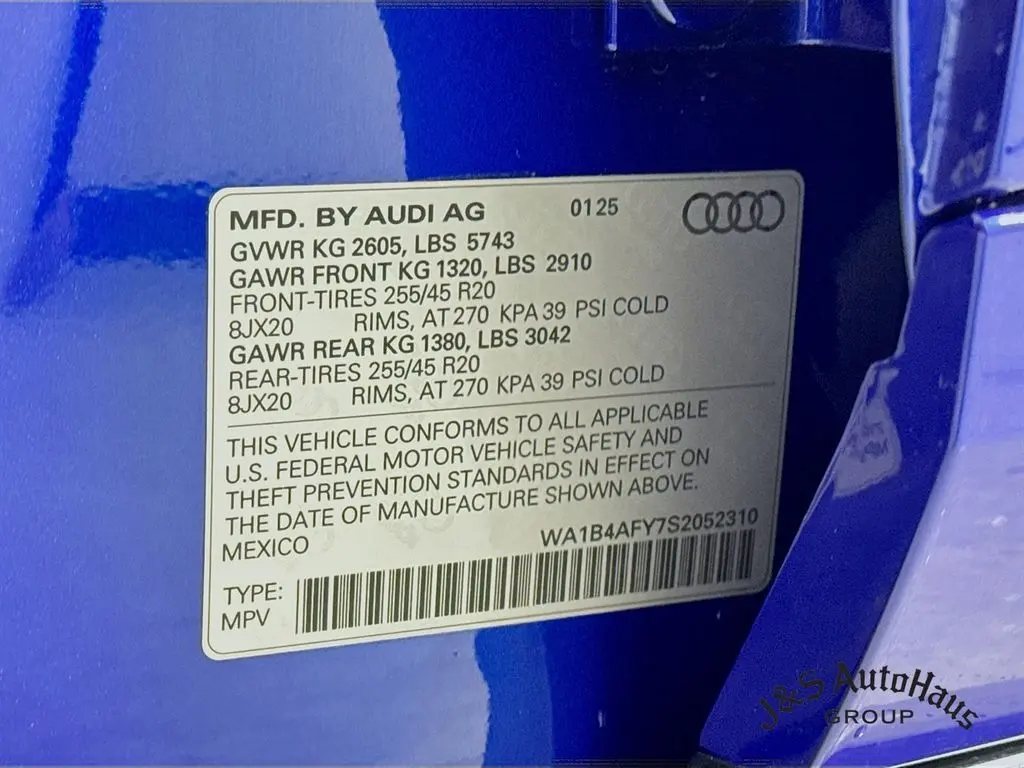 MFD. BY AUDI AG 0125
GVWR KG 2605, LBS 5743
GAWR FRONT KG 1320, LBS 2910
FRONT-TIRES 255/45 R20
8JX20 RIMS, AT 270 KPA 39 PSI COLD
GAWR REAR KG 1380, LBS 3042
REAR-TIRES 255/45 R20
8JX20 RIMS, AT 270 KPA 39 PSI COLD
THIS VEHICLE CONFORMS TO ALL APPLICABLE
U.S. FEDERAL MOTOR VEHICLE SAFETY AND
THEFT PREVENTION STANDARDS IN EFFECT ON
THE DATE OF MANUFACTURE SHOWN ABOVE.
MEXICO WA1B4AFY7S2052310
TYPE:
MPV
J&S AutoHaus
GROUP